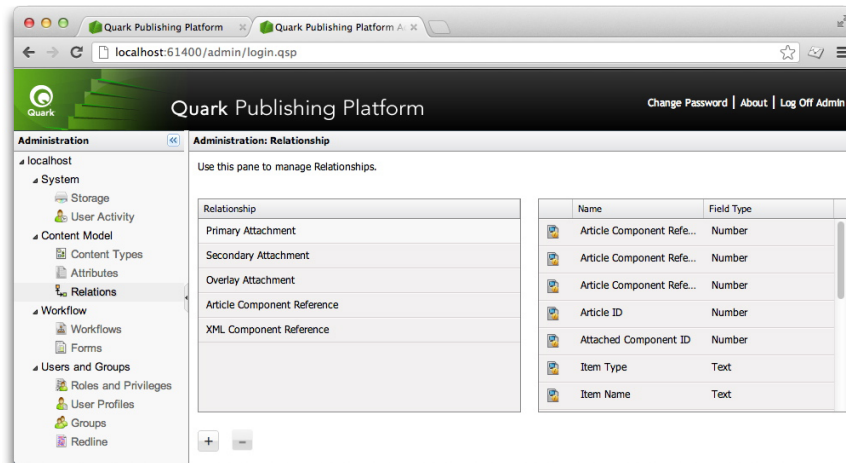 Quark Publishing Platform
Quark Publishing Platform A
localhost:61400/admin/login.qsp
Quark
Quark Publishing Platform
Change Password | About | Log Off Admin
Administration
Administration: Relationship
localhost
System
Storage
User Activity
Content Model
Content Types
Attributes
Relations
Workflow
Workflows
Forms
Users and Groups
Roles and Privileges
User Profiles
Groups
Redline
Use this pane to manage Relationships.
Relationship
Primary Attachment
Secondary Attachment
Overlay Attachment
Article Component Reference
XML Component Reference
Name Field Type
Article Component Refe... Number
Article Component Refe... Number
Article Component Refe... Number
Article ID Number
Attached Component ID Number
Item Type Text
Item Name Text